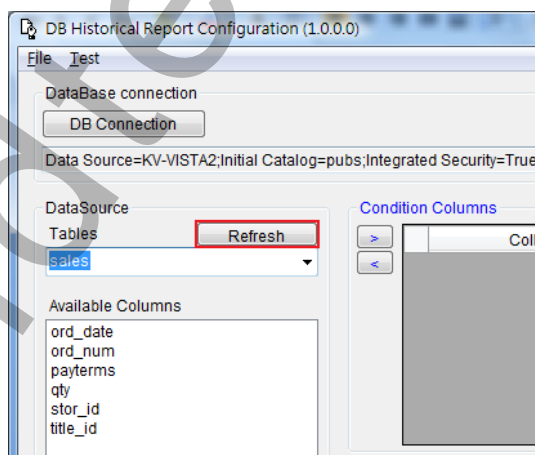 DB Historical Report Configuration (1.0.0.0)
File Test
DataBase connection
DB Connection
Data Source=KV-VISTA2;Initial Catalog=pubs;Integrated Security=True
DataSource
Condition Columns
Tables
Refresh
>
sales
<
Available Columns
ord_date
ord_num
payterms
qty
stor_id
title_id